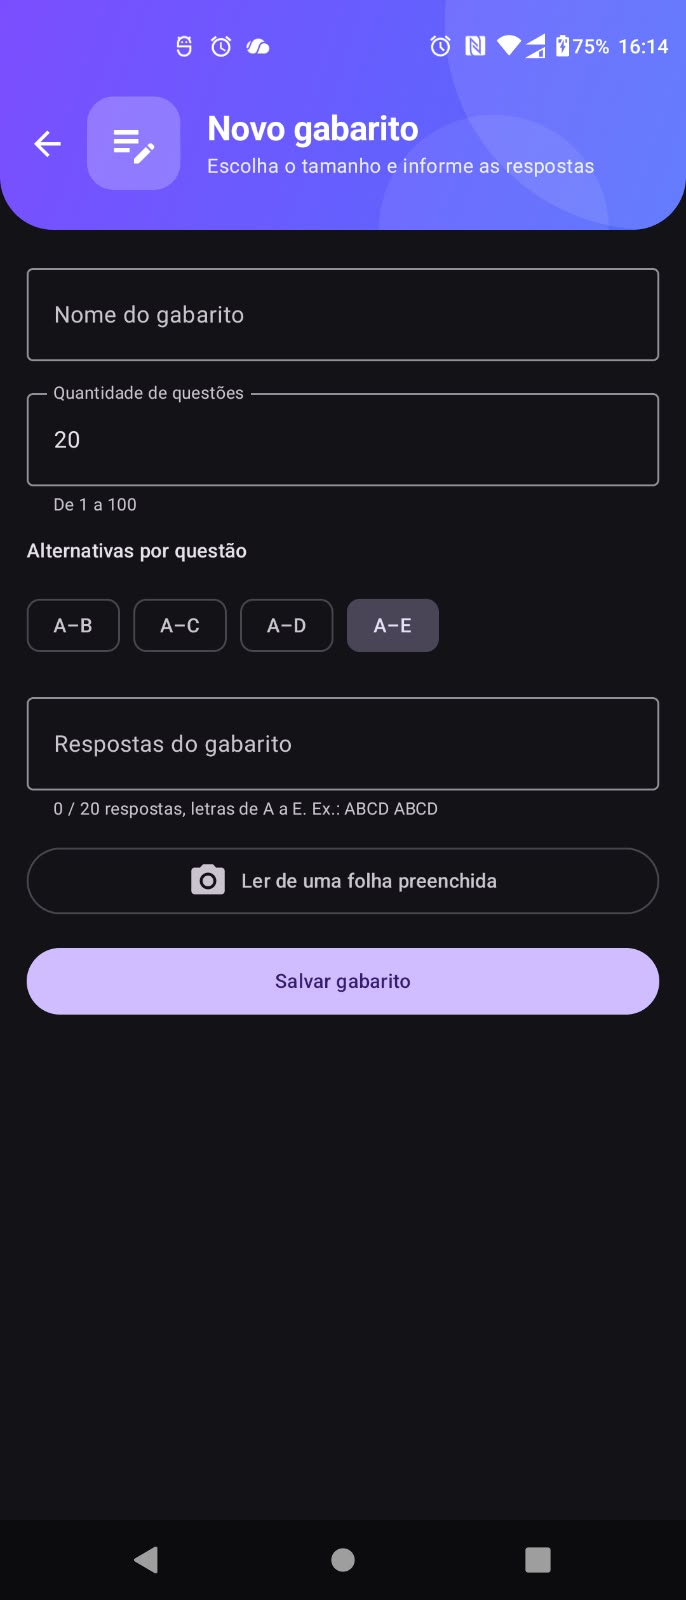 75% 16:14
Novo gabarito
Escolha o tamanho e informe as respostas
Nome do gabarito
Quantidade de questões
20
De 1 a 100
Alternativas por questão
A–B A–C A–D A–E
Respostas do gabarito
0 / 20 respostas, letras de A a E. Ex.: ABCD ABCD
Ler de uma folha preenchida
Salvar gabarito